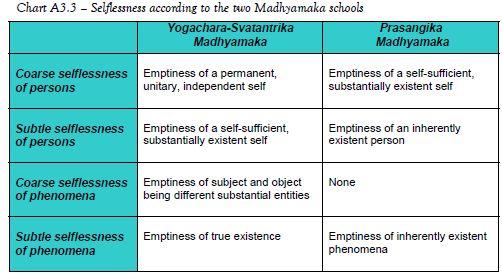 Chart A3.3 – Selflessness according to the two Madhyamaka schools
Yogachara-Svatantrika Madhyamaka
Prasangika Madhyamaka
Coarse selflessness of persons
Emptiness of a permanent, unitary, independent self
Emptiness of a self-sufficient, substantially existent self
Subtle selflessness of persons
Emptiness of a self-sufficient, substantially existent self
Emptiness of an inherently existent person
Coarse selflessness of phenomena
Emptiness of subject and object being different substantial entities
None
Subtle selflessness of phenomena
Emptiness of true existence
Emptiness of inherently existent phenomena